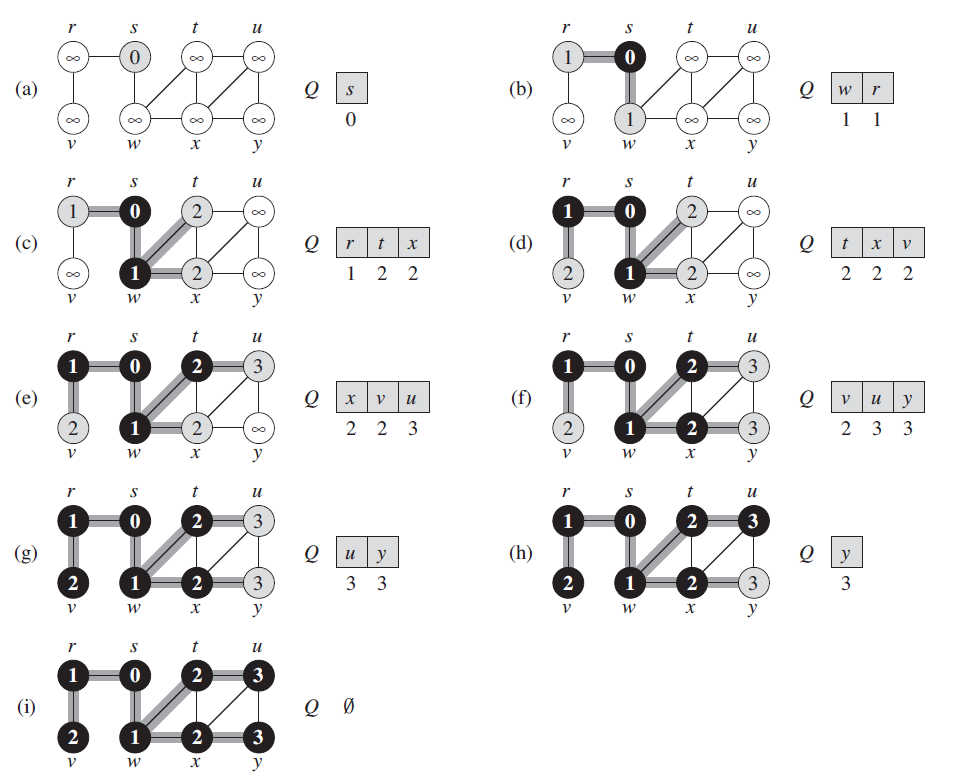 r s t u r s t u
∞ 0 ∞ ∞ 1 0 ∞ ∞
(a) Q s (b) Q w r
∞ ∞ ∞ ∞ 0 ∞ 1 ∞ ∞ 1 1
v w x y v w x y
r s t u r s t u
1 0 2 ∞ 1 0 2 ∞
(c) Q r t x (d) Q t x v
∞ 1 2 ∞ 1 2 2 2 1 2 ∞ 2 2 2
v w x y v w x y
r s t u r s t u
1 0 2 3 1 0 2 3
(e) Q x v u (f) Q v u y
2 1 2 ∞ 2 2 3 2 1 2 3 2 3 3
v w x y v w x y
r s t u r s t u
1 0 2 3 1 0 2 3
(g) Q u y (h) Q y
2 1 2 3 3 3 2 1 2 3 3
v w x y v w x y
r s t u
1 0 2 3
(i) Q ∅
2 1 2 3
v w x y